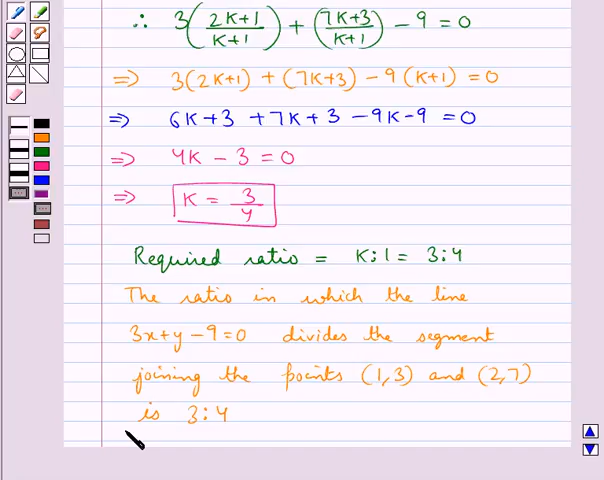 ∴ 3(2K+1/K+1) + (7K+3/K+1) − 9 = 0
⇒ 3(2K+1) + (7K+3) − 9(K+1) = 0
⇒ 6K+3 + 7K+3 − 9K−9 = 0
⇒ 4K − 3 = 0
⇒ K = 3/4
Required ratio = K:1 = 3:4
The ratio in which the line
3x+y−9=0 divides the segment
joining the points (1,3) and (2,7)
is 3:4